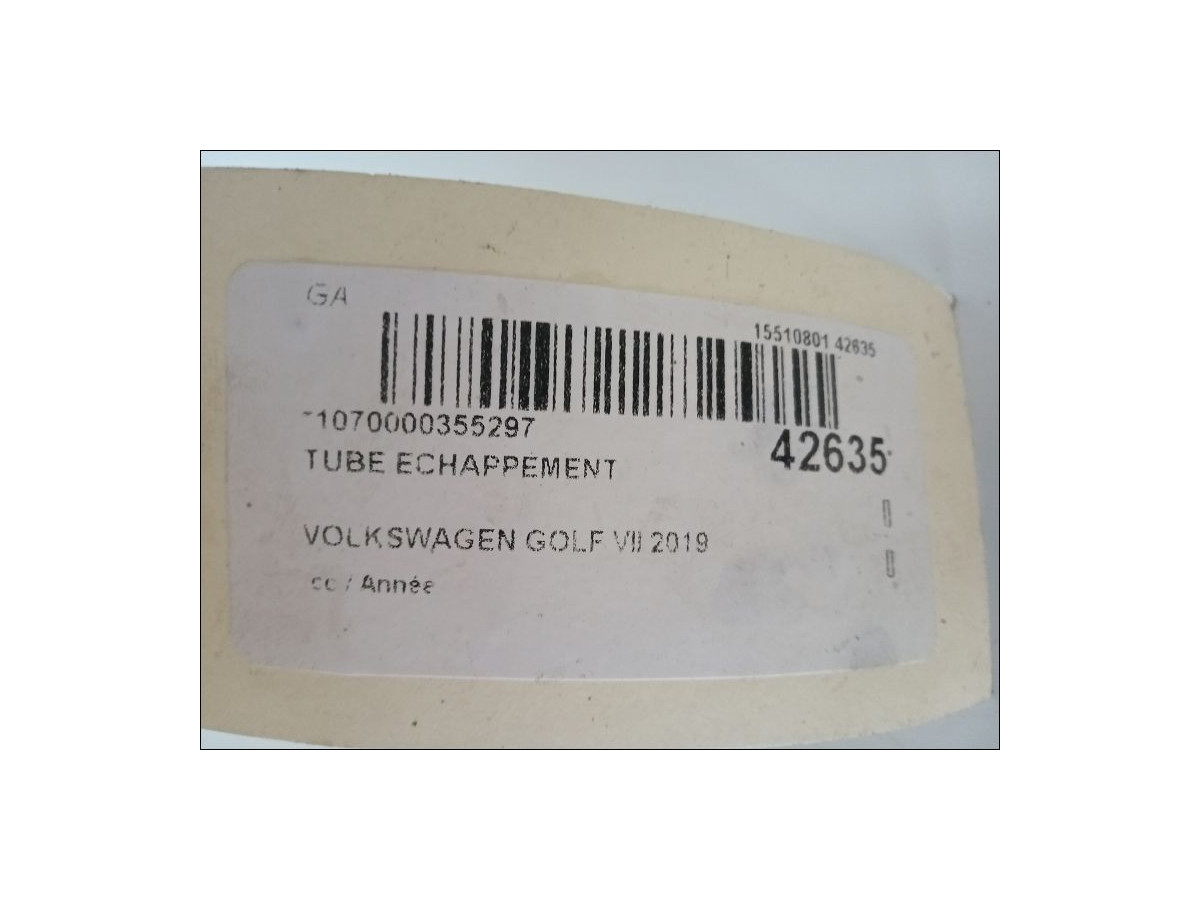 GA
15510801 42635
-1070000355297
42635
TUBE ECHAPPEMENT
VOLKSWAGEN GOLF VII 2019
cc / Année